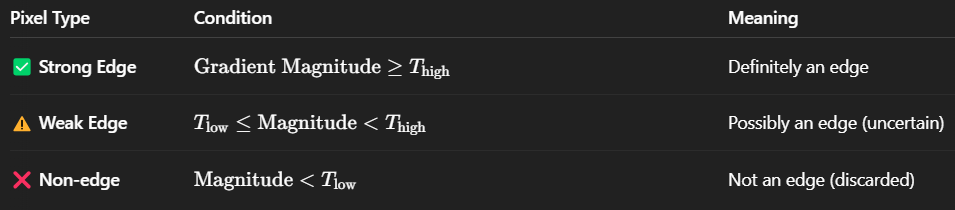 Pixel Type Condition Meaning
✅ Strong Edge Gradient Magnitude ≥ T_high Definitely an edge
⚠️ Weak Edge T_low ≤ Magnitude < T_high Possibly an edge (uncertain)
❌ Non-edge Magnitude < T_low Not an edge (discarded)